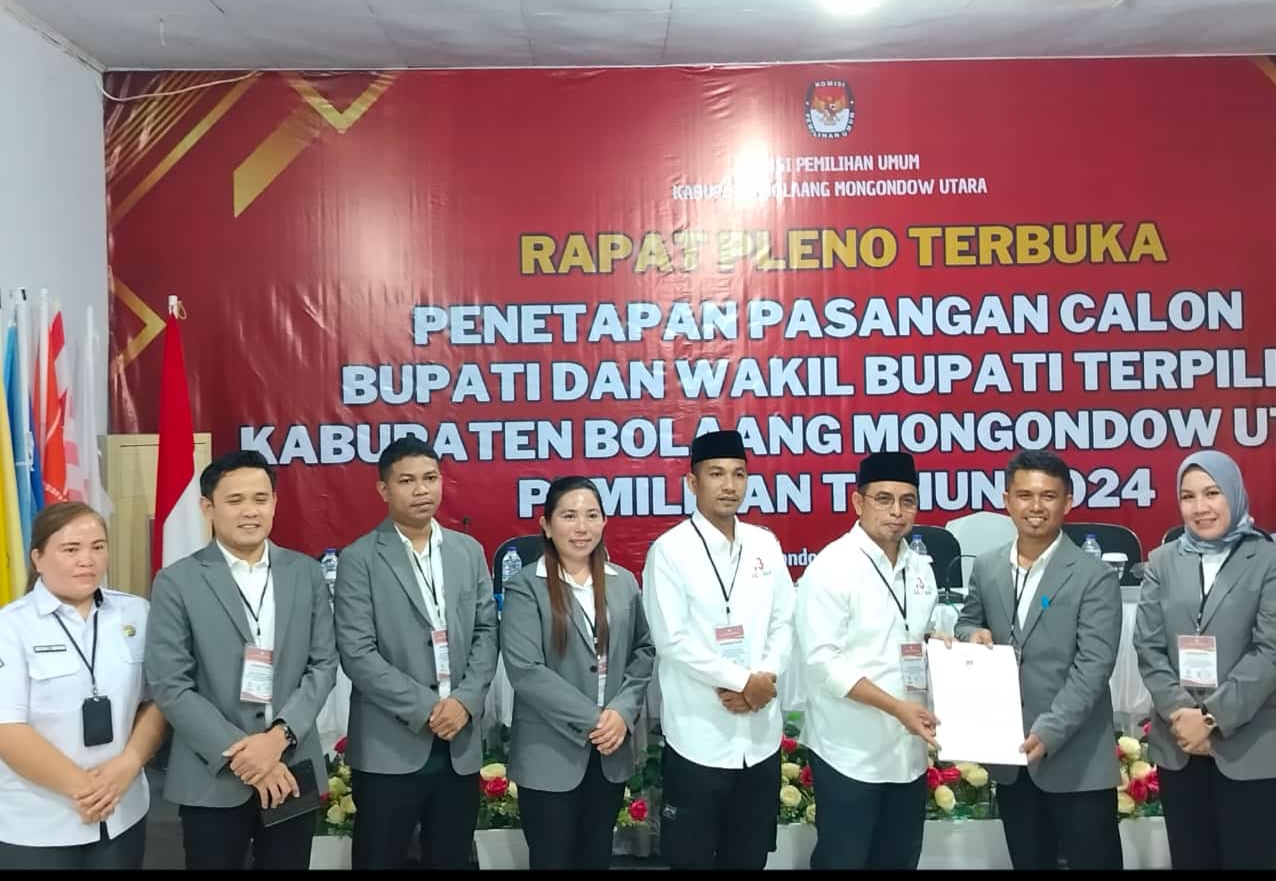 KOMISI
PEMILIHAN UMUM
PEMILIHAN UMUM
BOLAANG MONGONDOW UTARA
RAPAT PLENO TERBUKA
PENETAPAN PASANGAN CALON
BUPATI DAN WAKIL BUPATI TERPILI
KABUPATEN BOLAANG MONGONDOW UT
PEMILIHAN TAHUN 2024